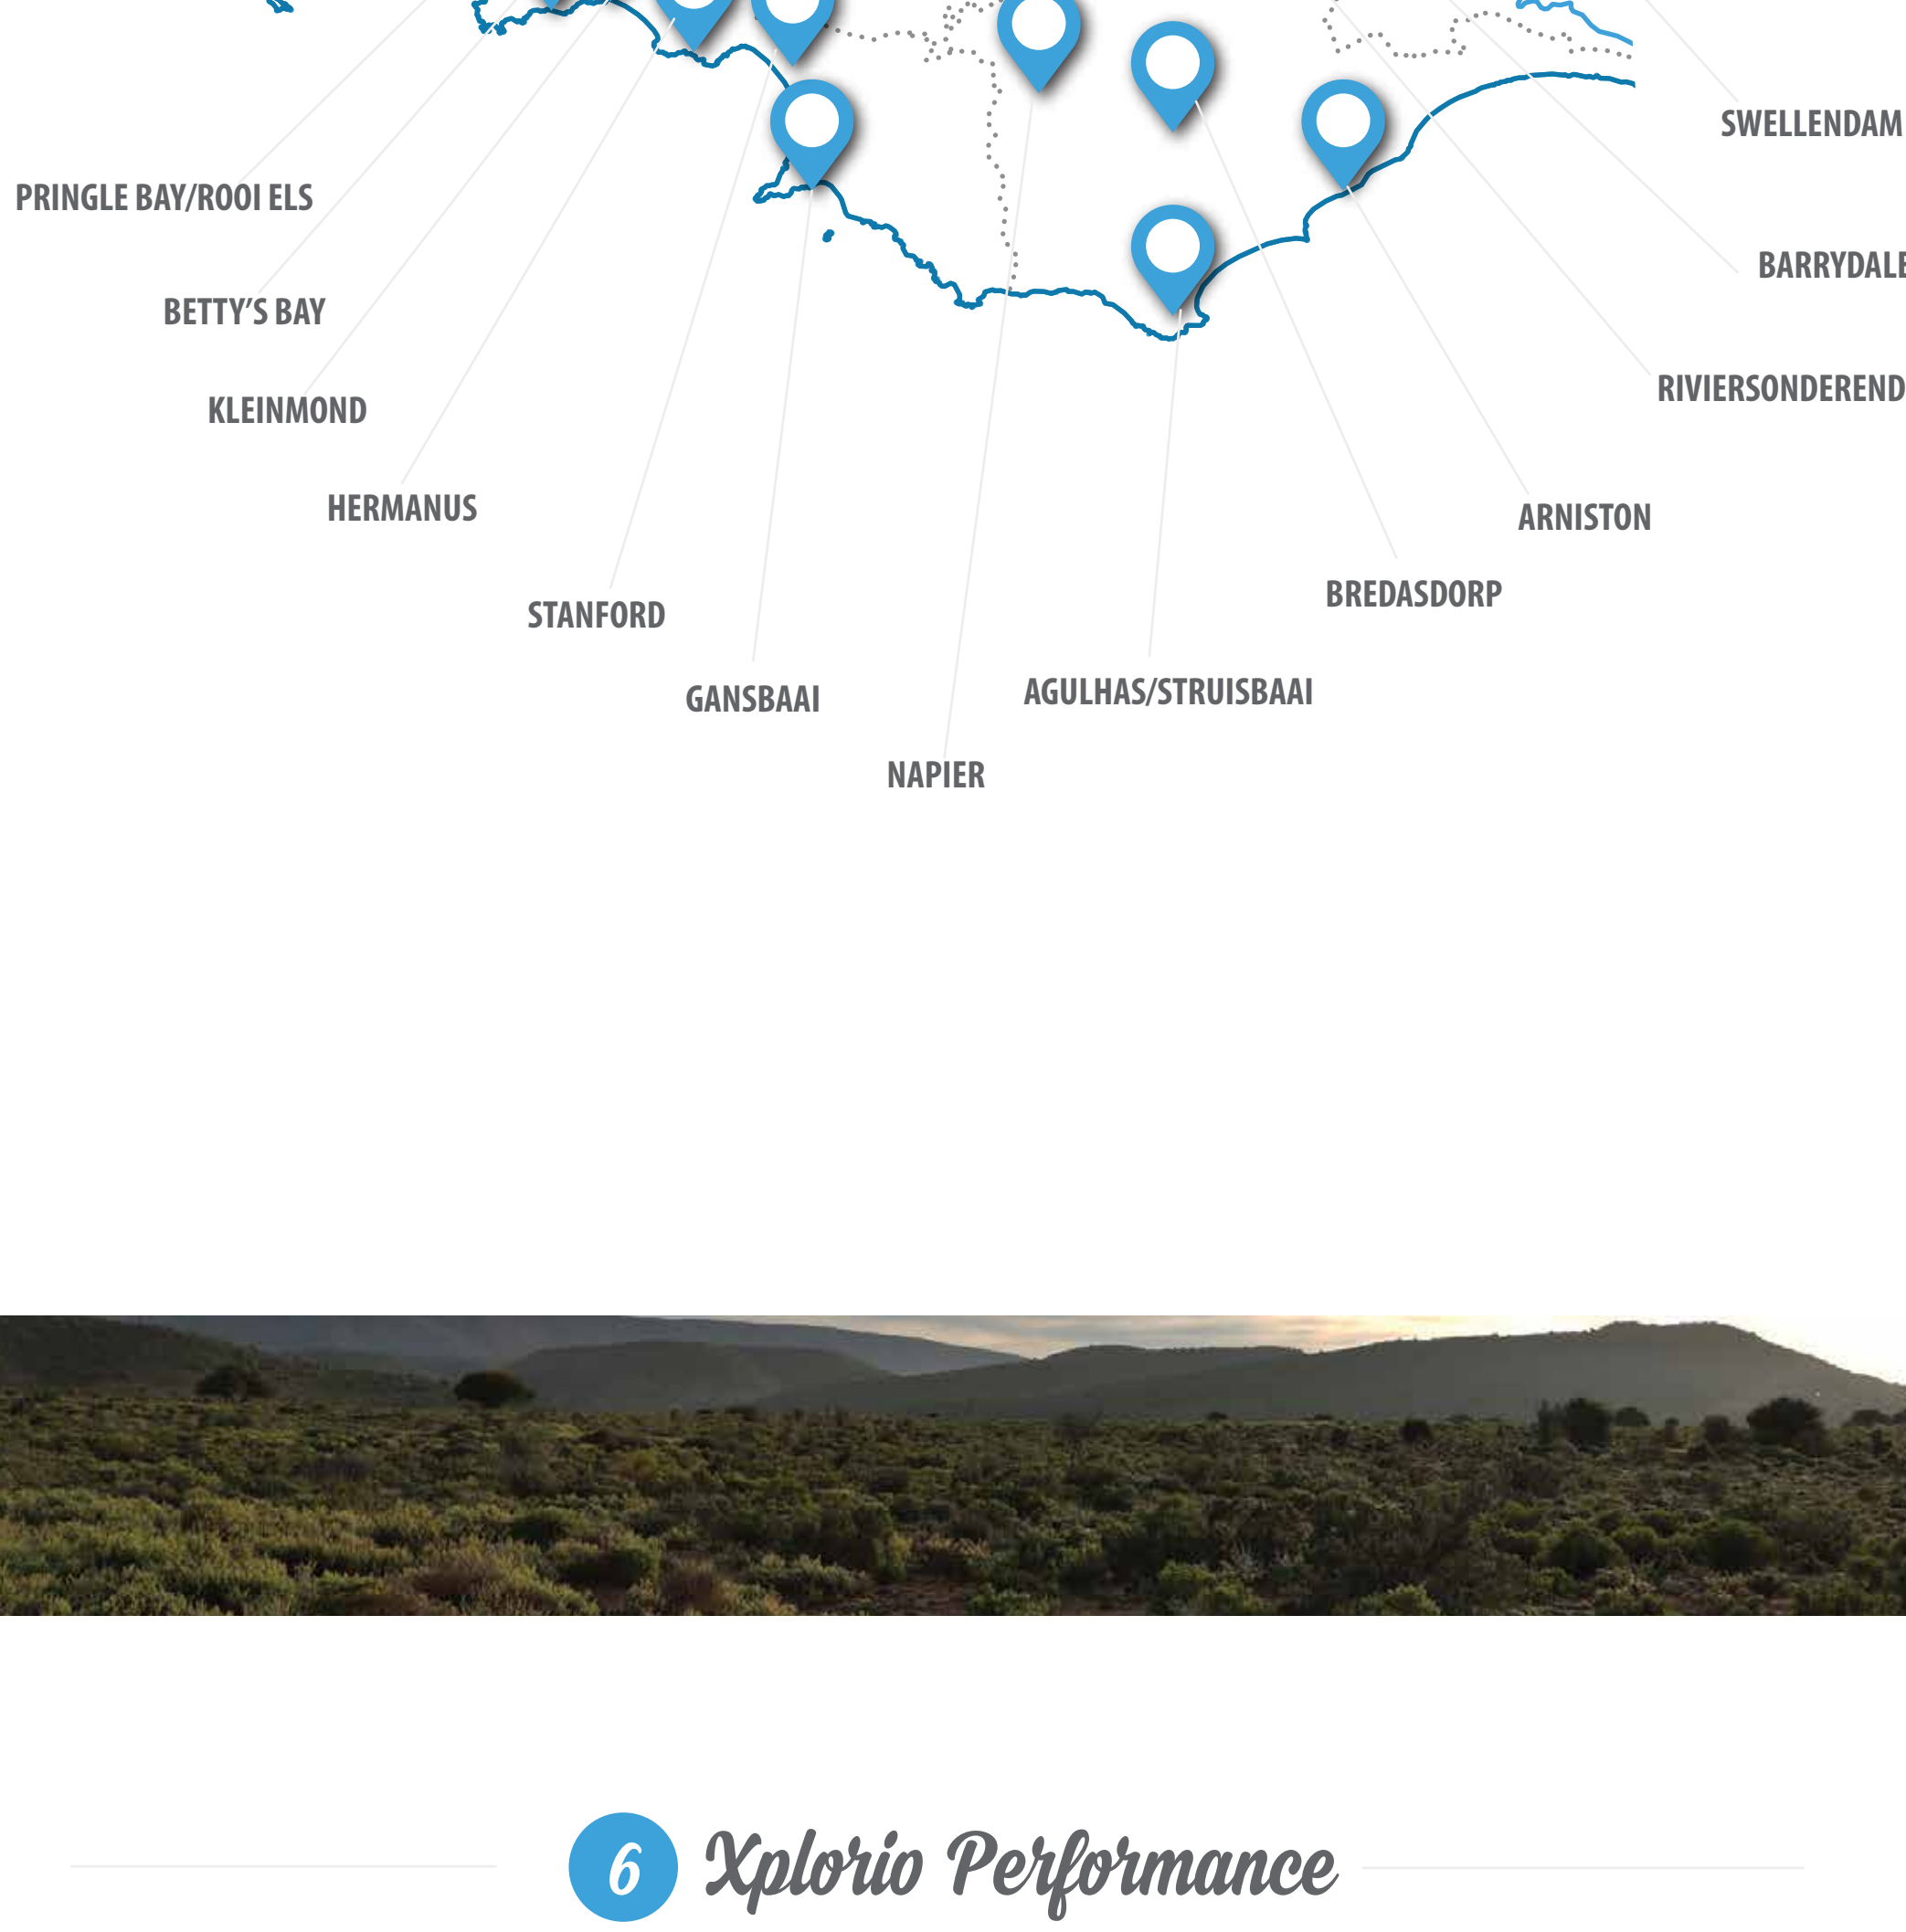 SWELLENDAM
PRINGLE BAY/ROOI ELS
BARRYDALE
BETTY'S BAY
RIVIERSONDEREND
KLEINMOND
HERMANUS
ARNISTON
BREDASDORP
STANFORD
AGULHAS/STRUISBAAI
GANSBAAI
NAPIER
6 Xplorio Performance